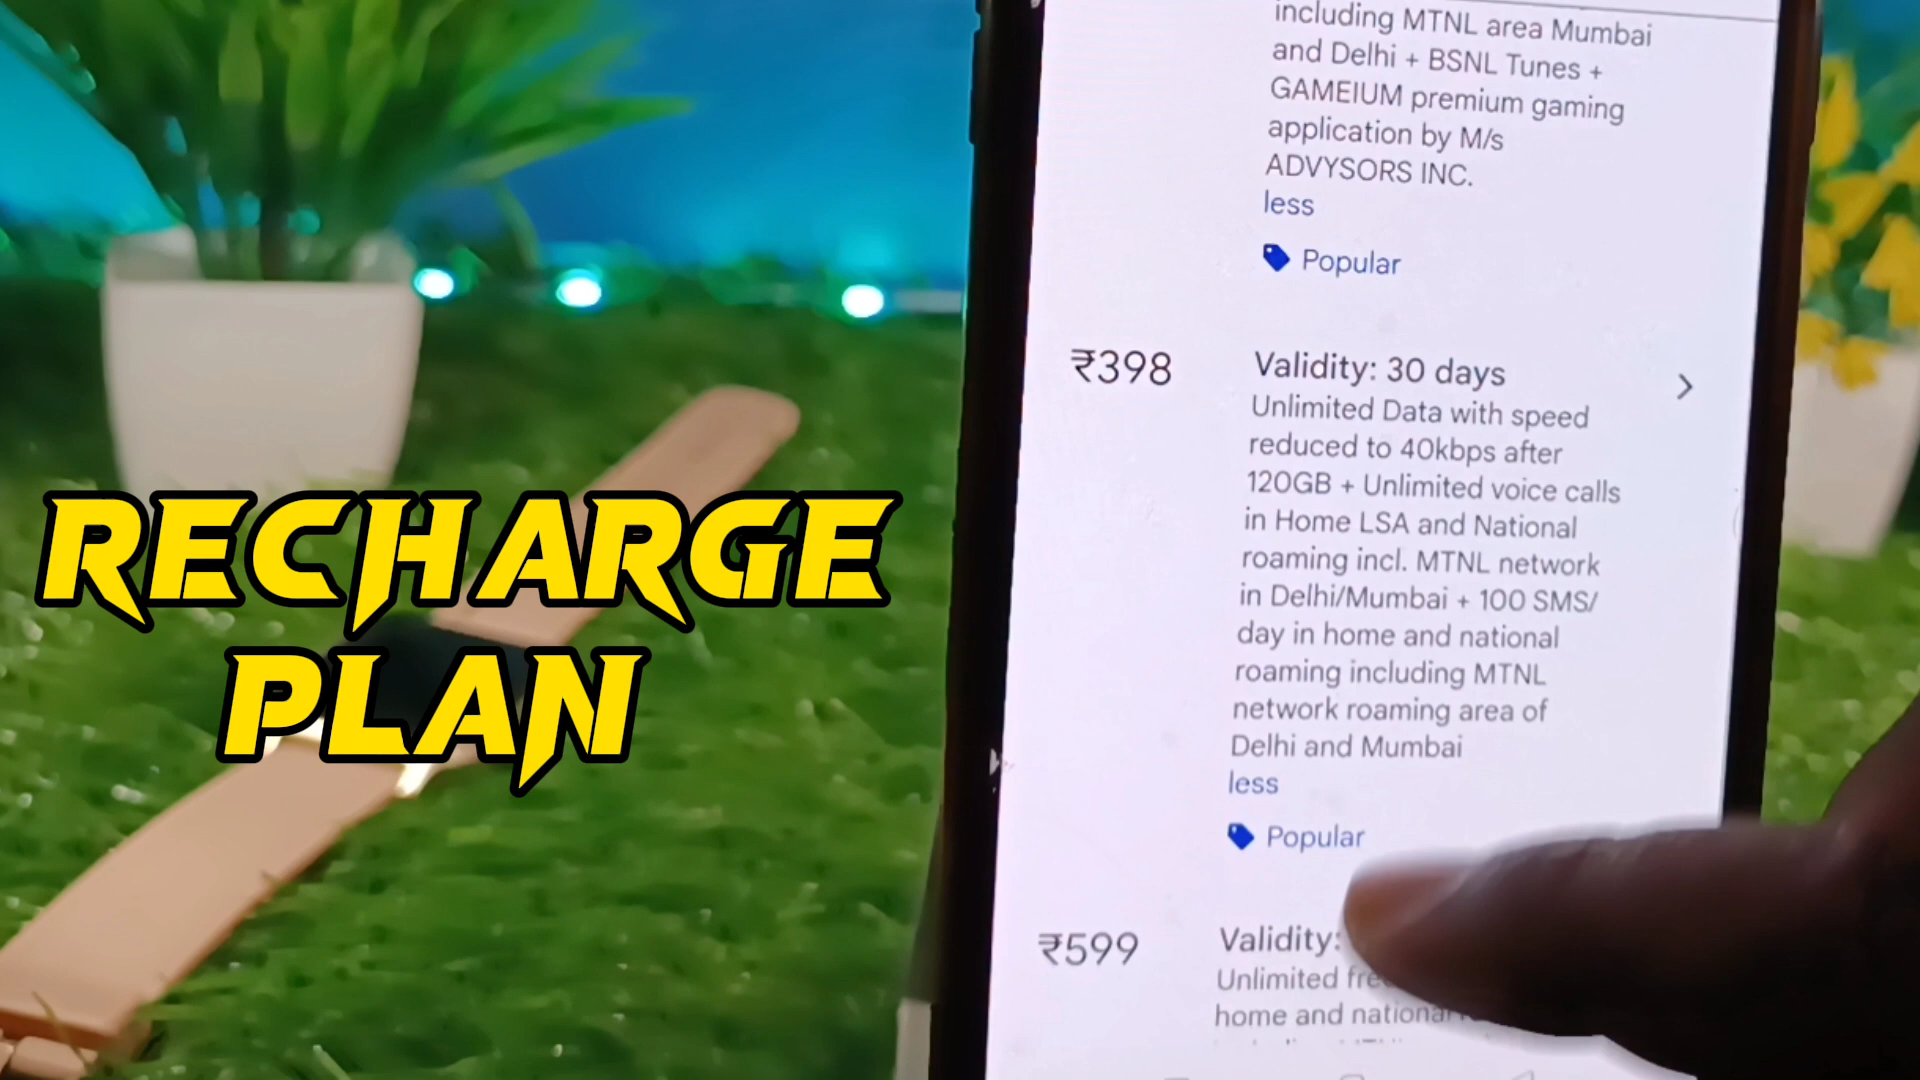 RECHARGE
PLAN
including MTNL area Mumbai
and Delhi + BSNL Tunes +
GAMEIUM premium gaming
application by M/s
ADVYSORS INC.
less
Popular
₹398
Validity: 30 days
Unlimited Data with speed
reduced to 40kbps after
120GB + Unlimited voice calls
in Home LSA and National
roaming incl. MTNL network
in Delhi/Mumbai + 100 SMS/
day in home and national
roaming including MTNL
network roaming area of
Delhi and Mumbai
less
Popular
₹599
Validity:
Unlimited
home and national